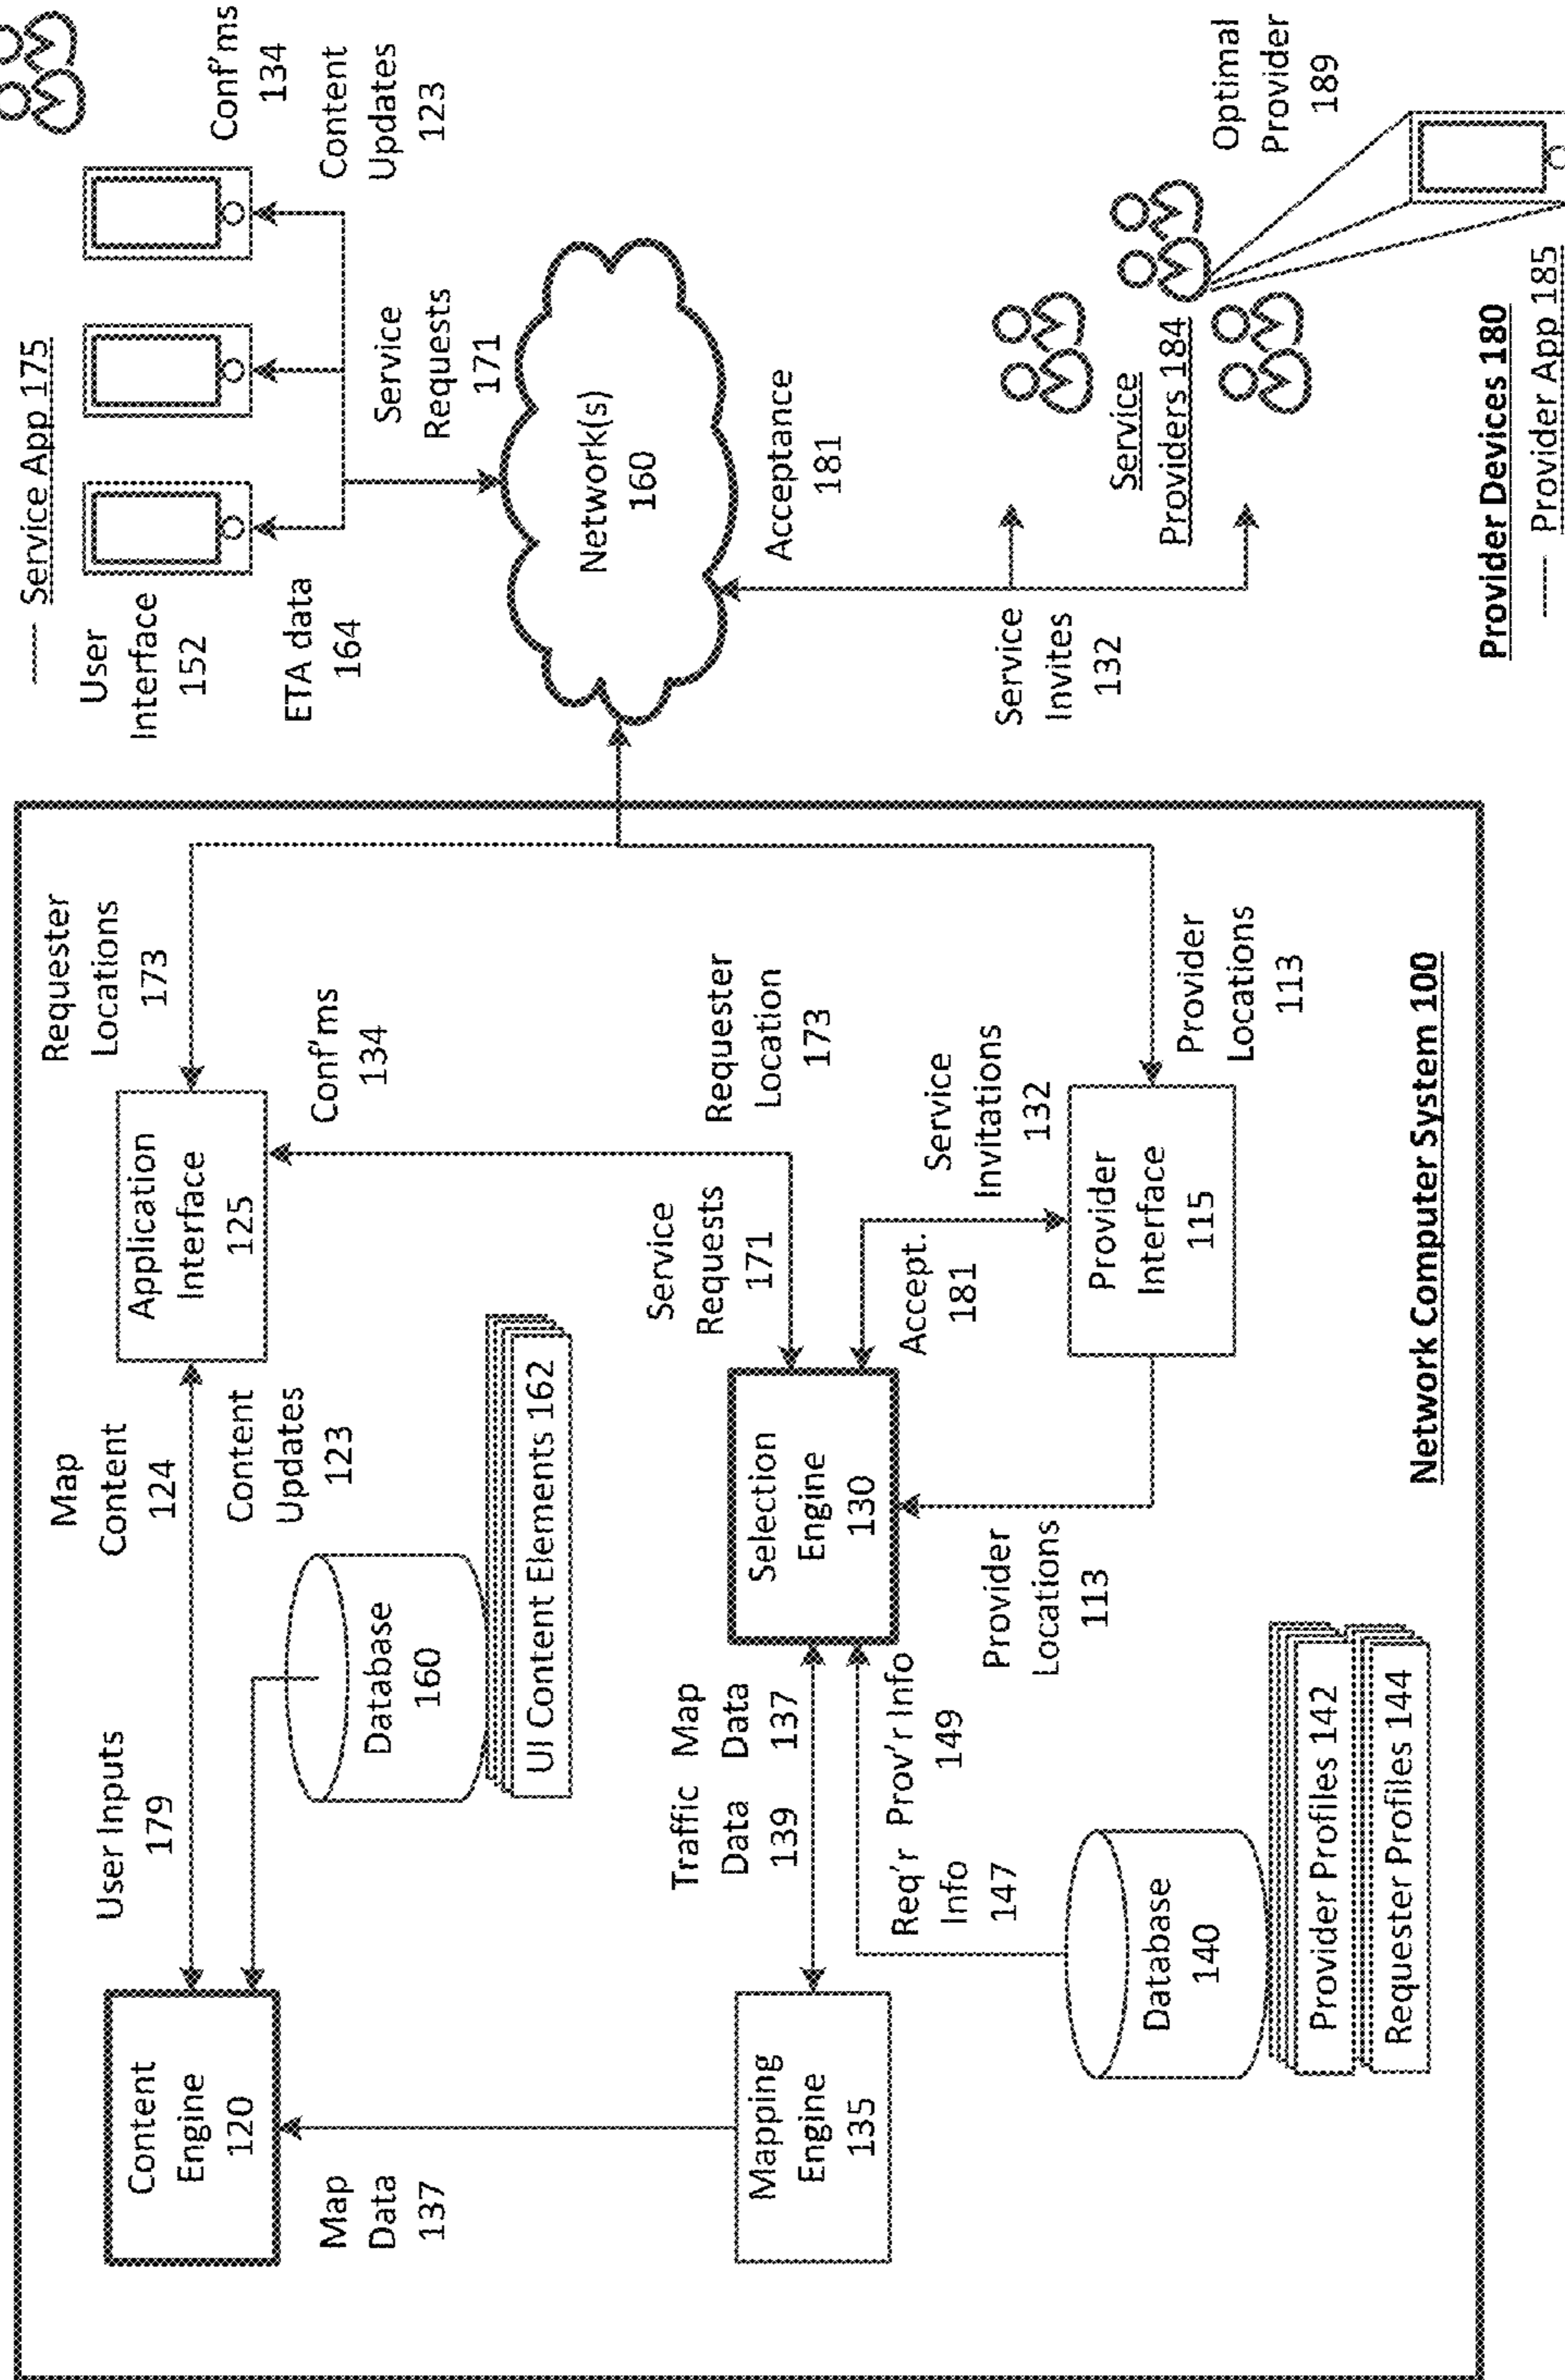 Service App 175
User
Interface
152
ETA data
164
Conf'ms
134
Content
Updates
123
Service
Requests
171
Network(s)
160
Acceptance
181
Service
Invites
132
Service
Providers 184
Optimal
Provider
189
Provider Devices 180
Provider App 185
User Inputs
179
Map
Content
124
Content
Updates
123
Requester
Locations
173
Content
Engine
120
Application
Interface
125
Conf'ms
134
Database
160
UI Content Elements 162
Map
Data
137
Service
Requests
171
Requester
Location
173
Mapping
Engine
135
Traffic
Data
139
Map
Data
137
Selection
Engine
130
Req'r
Info
147
Prov'r Info
149
Accept.
181
Service
Invitations
132
Provider
Locations
113
Provider
Interface
115
Provider
Locations
113
Database
140
Provider Profiles 142
Requester Profiles 144
Network Computer System 100